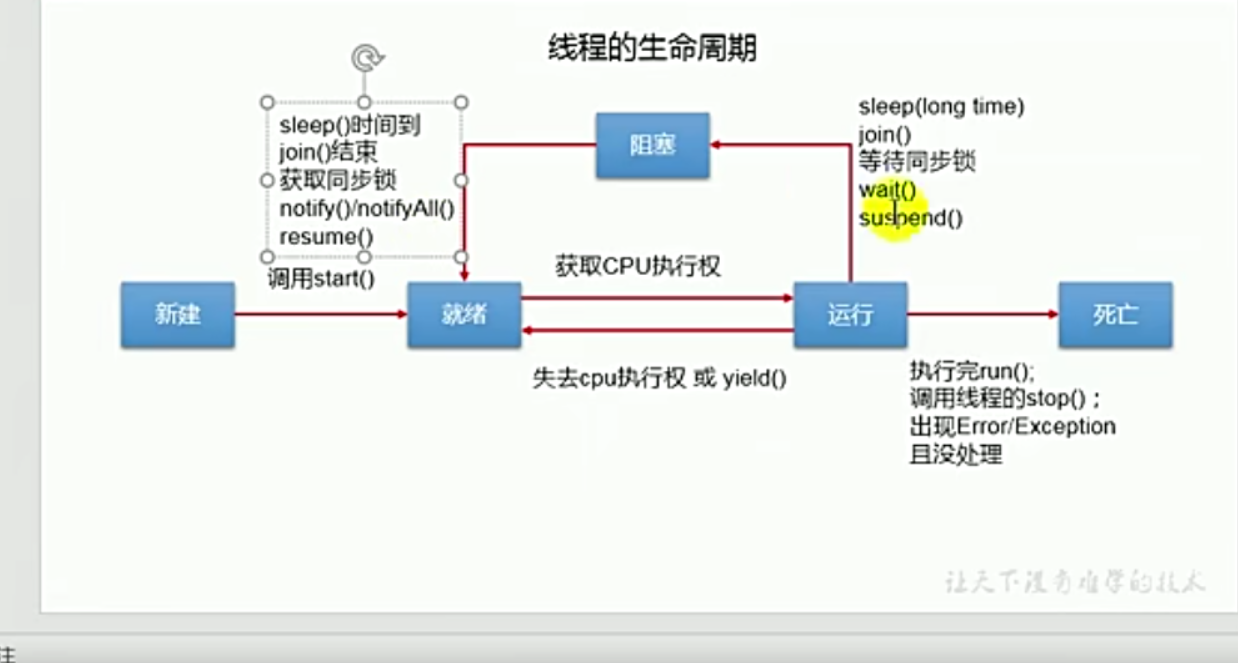 线程的生命周期
sleep()时间到
join()结束
获取同步锁
notify()/notifyAll()
resume()
阻塞
sleep(long time)
join()
等待同步锁
wait()
suspend()
调用start()
获取CPU执行权
新建
就绪
运行
死亡
失去cpu执行权 或 yield()
执行完run();
调用线程的stop()；
出现Error/Exception
且没处理
让天下没有难学的技术
注